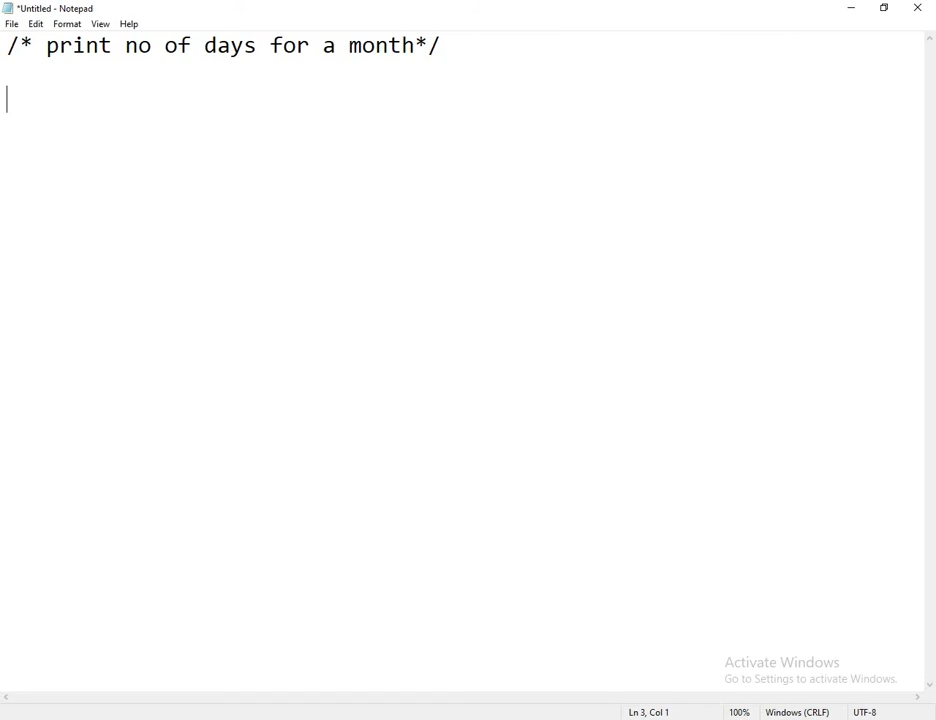 *Untitled - Notepad
File Edit Format View Help
/* print no of days for a month*/
Activate Windows
Go to Settings to activate Windows.
Ln 3, Col 1 100% Windows (CRLF) UTF-8